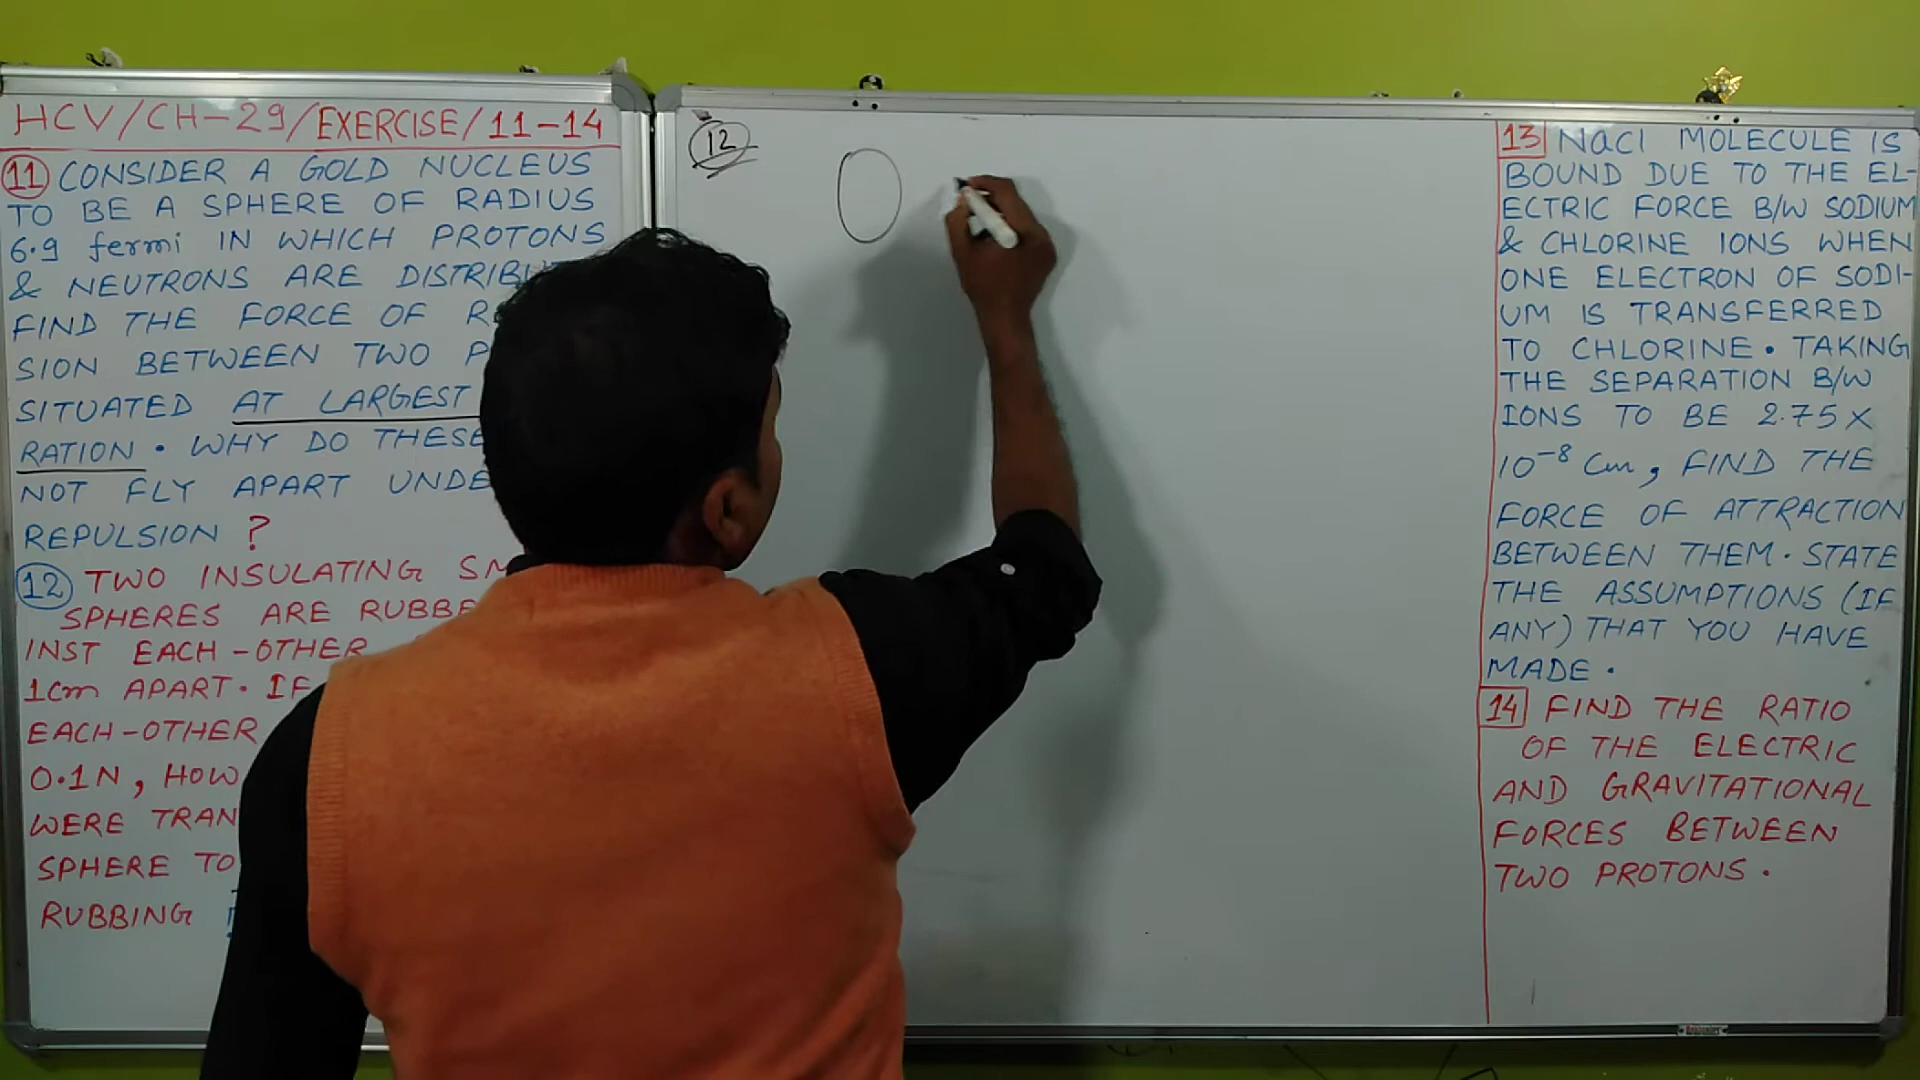 HCV/CH-29/EXERCISE/11-14
11 CONSIDER A GOLD NUCLEUS
TO BE A SPHERE OF RADIUS
6.9 fermi IN WHICH PROTONS
& NEUTRONS ARE
FIND THE FORCE OF
SION BETWEEN TWO
SITUATED AT LARGEST
RATION. WHY DO THESE
NOT FLY APART
REPULSION ?
12 TWO INSULATING
SPHERES ARE
INST EACH-OTHER
1cm APART. IF
EACH-OTHER
0.1N, HOW
WERE
SPHERE TO
RUBBING
12
13 NaCl MOLECULE IS
BOUND DUE TO THE EL-
ECTRIC FORCE B/W SODIUM
& CHLORINE IONS WHEN
ONE ELECTRON OF SODI-
UM IS TRANSFERRED
TO CHLORINE. TAKING
THE SEPARATION B/W
IONS TO BE 2.75 X
10⁻⁸ Cm, FIND THE
FORCE OF ATTRACTION
BETWEEN THEM. STATE
THE ASSUMPTIONS (IF
ANY) THAT YOU HAVE
MADE.
14 FIND THE RATIO
OF THE ELECTRIC
AND GRAVITATIONAL
FORCES BETWEEN
TWO PROTONS.